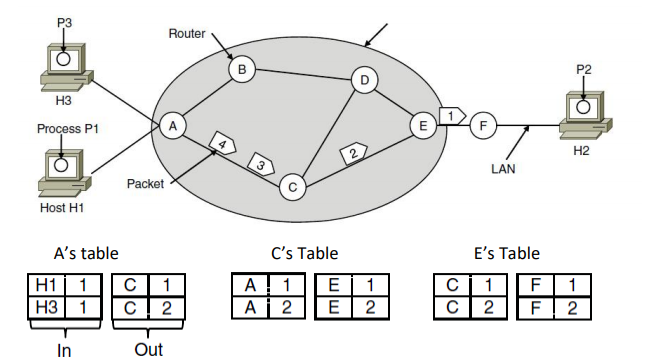 P3
Router
B
D
P2
H3
Process P1
A
4
3
2
1
E
F
H2
LAN
Packet
C
Host H1
A's table
C's Table
E's Table
H1 1 C 1
H3 1 C 2
A 1 E 1
A 2 E 2
C 1 F 1
C 2 F 2
In
Out